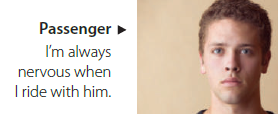 Passenger ►
I'm always
nervous when
I ride with him.